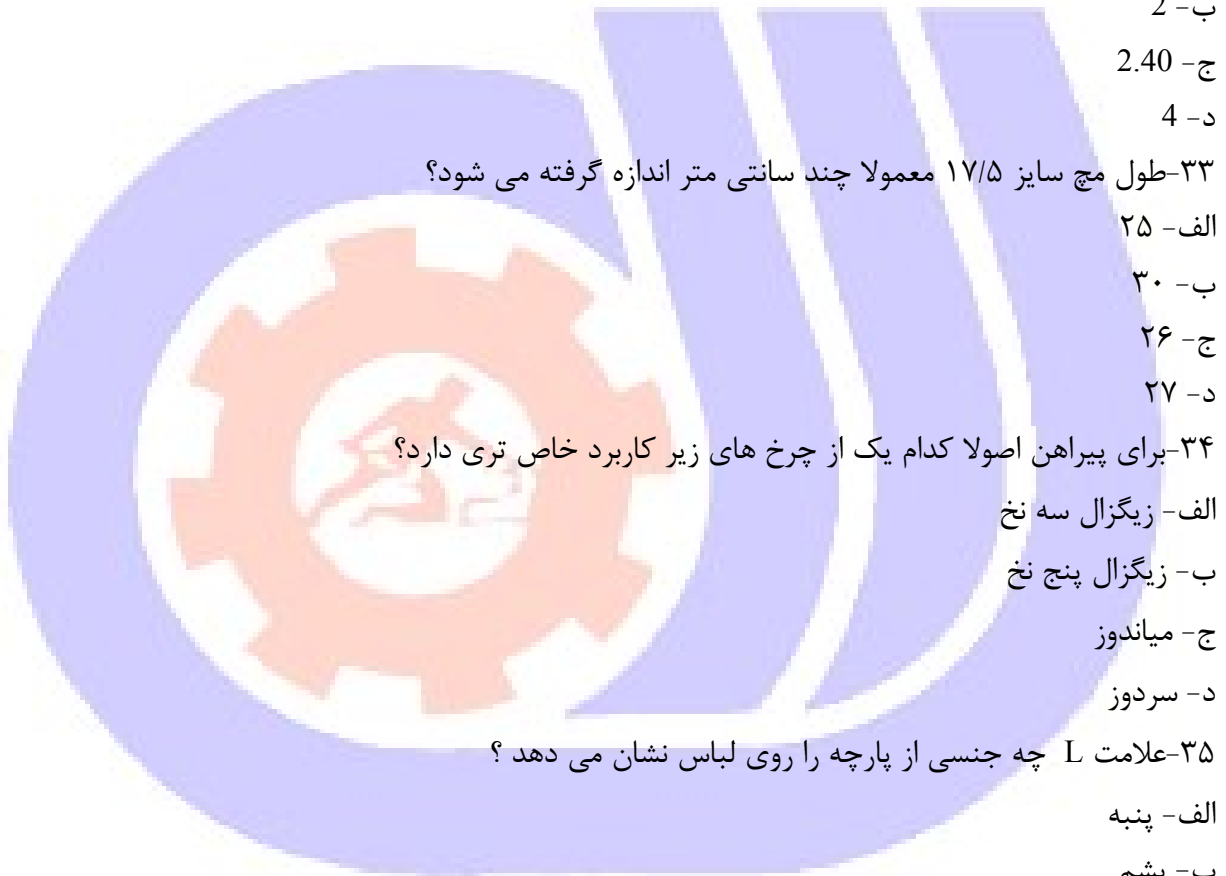 ب- 2
ج- 2.40
د- 4
۳۳-طول مچ سایز ۱۷/۵ معمولا چند سانتی متر اندازه گرفته می شود؟
الف- ۲۵
ب- ۳۰
ج- ۲۶
د- ۲۷
۳۴-برای پیراهن اصولا کدام یک از چرخ های زیر کاربرد خاص تری دارد؟
الف- زیگزال سه نخ
ب- زیگزال پنج نخ
ج- میاندوز
د- سردوز
۳۵-علامت L چه جنسی از پارچه را روی لباس نشان می دهد ؟
الف- پنبه
ب- پشم